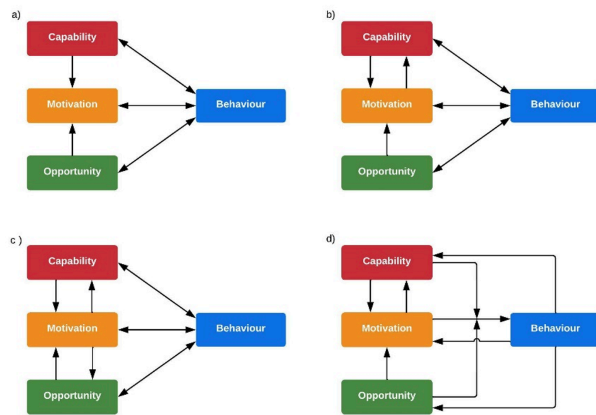 a)
Capability
Motivation
Behaviour
Opportunity
b)
Capability
Motivation
Behaviour
Opportunity
c )
Capability
Motivation
Behaviour
Opportunity
d)
Capability
Motivation
Behaviour
Opportunity